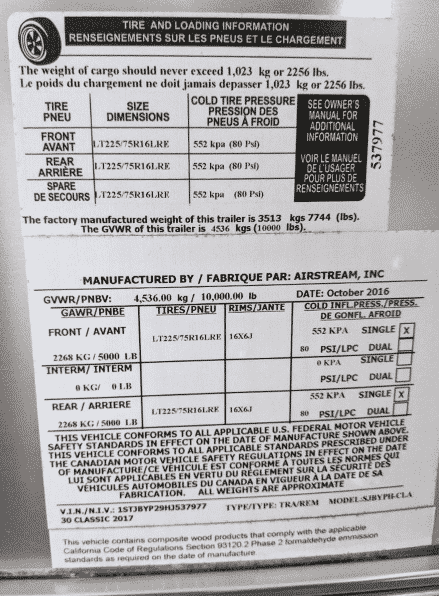 TIRE AND LOADING INFORMATION
RENSEIGNEMENTS SUR LES PNEUS ET LE CHARGEMENT
The weight of cargo should never exceed 1,023 kg or 2256 lbs.
Le poids du chargement ne doit jamais depasser 1,023 kg or 2256 lbs.
TIRE PNEU SIZE DIMENSIONS COLD TIRE PRESSURE PRESSION DES PNEUS À FROID
FRONT AVANT LT225/75R16LRE 552 kpa (80 Psi)
REAR ARRIÈRE LT225/75R16LRE 552 kpa (80 Psi)
SPARE DE SECOURS LT225/75R16LRE 552 kpa (80 Psi)
SEE OWNER'S
MANUAL FOR
ADDITIONAL
INFORMATION
VOIR LE MANUEL
DE L'USAGER
POUR PLUS DE
RENSEIGNEMENTS
537977
The factory manufactured weight of this trailer is 3513 kgs 7744 (lbs).
The GVWR of this trailer is 4536 kgs (10000 lbs).
MANUFACTURED BY / FABRIQUE PAR: AIRSTREAM, INC
GVWR/PNBV: 4,536.00 kg / 10,000.00 lb DATE: October 2016
GAWR/PNBE TIRES/PNEU RIMS/JANTE COLD INFL.PRESS./PRESS.
DE GONFL. AFROID
FRONT / AVANT LT225/75R16LRE 16X6J 552 KPA SINGLE X
2268 KG / 5000 LB 80 PSI/LPC DUAL
INTERM/ INTERM 0 KPA SINGLE
0 KG/ 0 LB PSI/LPC DUAL
REAR / ARRIERE LT225/75R16LRE 16X6J 552 KPA SINGLE X
2268 KG / 5000 LB 80 PSI/LPC DUAL
THIS VEHICLE CONFORMS TO ALL APPLICABLE U.S. FEDERAL MOTOR VEHICLE
SAFETY STANDARDS IN EFFECT ON THE DATE OF MANUFACTURE SHOWN ABOVE.
THIS VEHICLE CONFORMS TO ALL APPLICABLE STANDARDS PRESCRIBED UNDER
THE CANADIAN MOTOR VEHICLE SAFETY REGULATIONS IN EFFECT ON THE DATE
OF MANUFACTURE/CE VÉHICULE EST CONFORME À TOUTES LES NORMES QUI
LUI SONT APPLICABLES EN VERTU DU RÈGLEMENT SUR LA SÉCURITÉ DES
VÉHICULES AUTOMOBILES DU CANADA EN VIGUEUR À LA DATE DE SA
FABRICATION. ALL WEIGHTS ARE APPROXIMATE
V.I.N./N.I.V.: 1STJBYP29HJ537977 TYPE/TYPE: TRA/REM MODEL:SJBYPB-CLA
30 CLASSIC 2017
This vehicle contains composite wood products that comply with the applicable
California Code of Regulations Section 93120.2 Phase 2 formaldehyde emmission
standards as required on the date of manufacture.